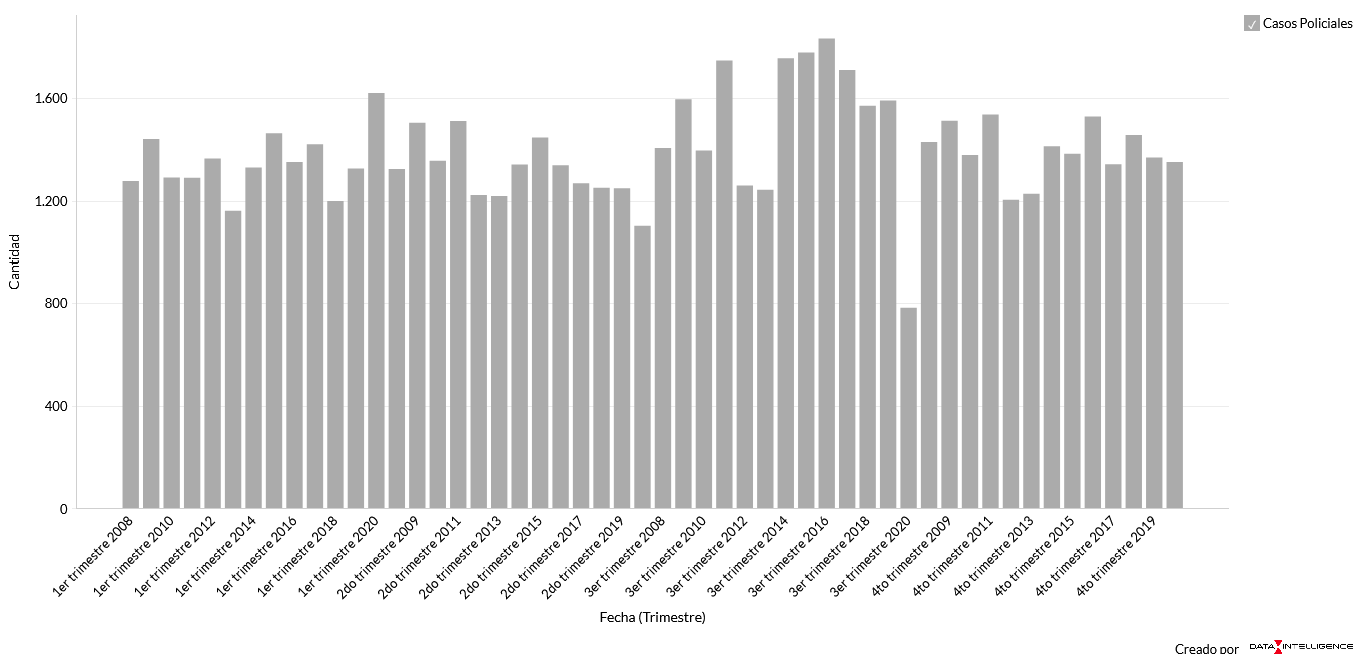 Casos Policiales
1.600
1.200
800
400
0
Cantidad
1er trimestre 2008
1er trimestre 2010
1er trimestre 2012
1er trimestre 2014
1er trimestre 2016
1er trimestre 2018
1er trimestre 2020
2do trimestre 2009
2do trimestre 2011
2do trimestre 2013
2do trimestre 2015
2do trimestre 2017
2do trimestre 2019
3er trimestre 2008
3er trimestre 2010
3er trimestre 2012
3er trimestre 2014
3er trimestre 2016
3er trimestre 2018
3er trimestre 2020
4to trimestre 2009
4to trimestre 2011
4to trimestre 2013
4to trimestre 2015
4to trimestre 2017
4to trimestre 2019
Fecha (Trimestre)
Creado por DATA INTELLIGENCE